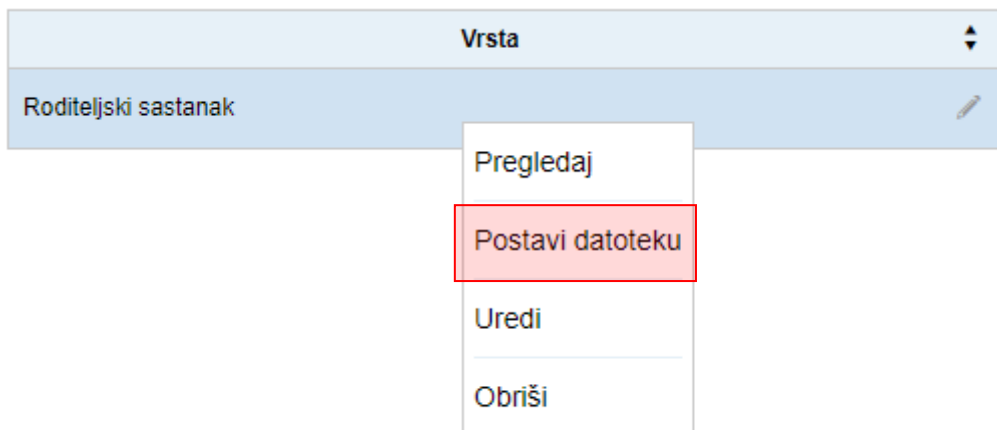 Vrsta
Roditeljski sastanak
Pregledaj
Postavi datoteku
Uredi
Obriši